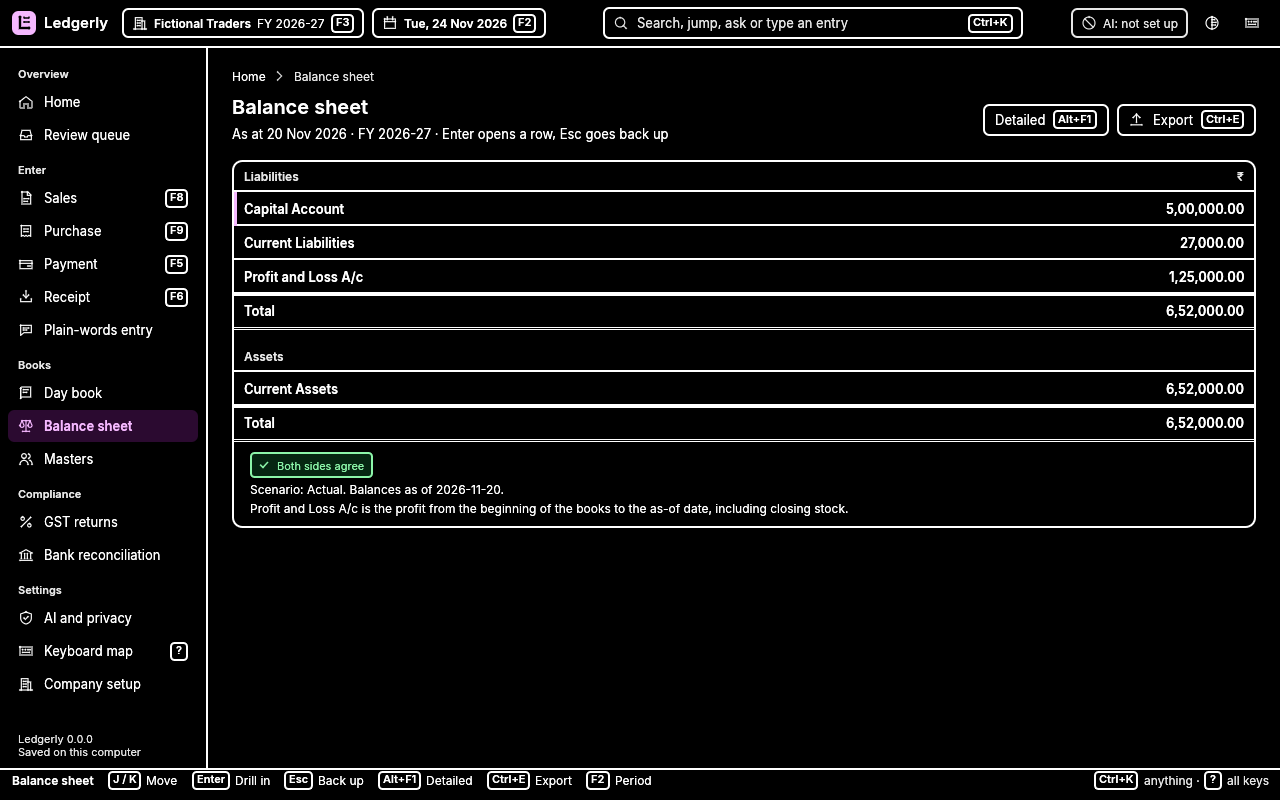 Ledgerly
Fictional Traders FY 2026-27 F3
Tue, 24 Nov 2026 F2
Search, jump, ask or type an entry Ctrl+K
AI: not set up
Overview
Home
Review queue
Enter
Sales F8
Purchase F9
Payment F5
Receipt F6
Plain-words entry
Books
Day book
Balance sheet
Masters
Compliance
GST returns
Bank reconciliation
Settings
AI and privacy
Keyboard map ?
Company setup
Ledgerly 0.0.0
Saved on this computer
Home > Balance sheet
Balance sheet
As at 20 Nov 2026 · FY 2026-27 · Enter opens a row, Esc goes back up
Detailed Alt+F1
Export Ctrl+E
Liabilities ₹
Capital Account 5,00,000.00
Current Liabilities 27,000.00
Profit and Loss A/c 1,25,000.00
Total 6,52,000.00
Assets
Current Assets 6,52,000.00
Total 6,52,000.00
Both sides agree
Scenario: Actual. Balances as of 2026-11-20.
Profit and Loss A/c is the profit from the beginning of the books to the as-of date, including closing stock.
Balance sheet J / K Move Enter Drill in Esc Back up Alt+F1 Detailed Ctrl+E Export F2 Period Ctrl+K anything · ? all keys